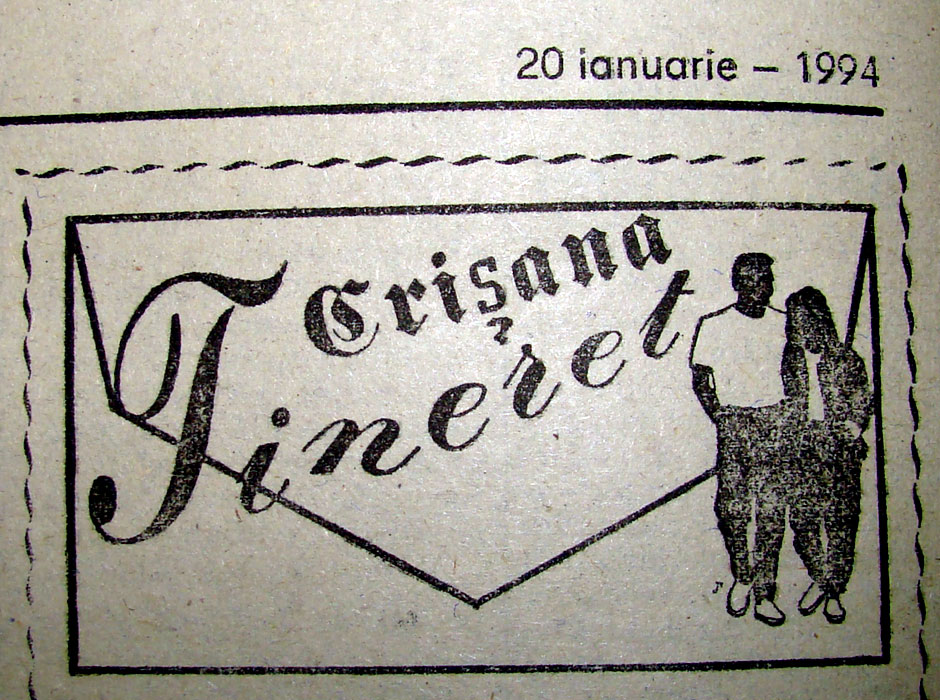 20 ianuarie – 1994
Crişana
Tineret